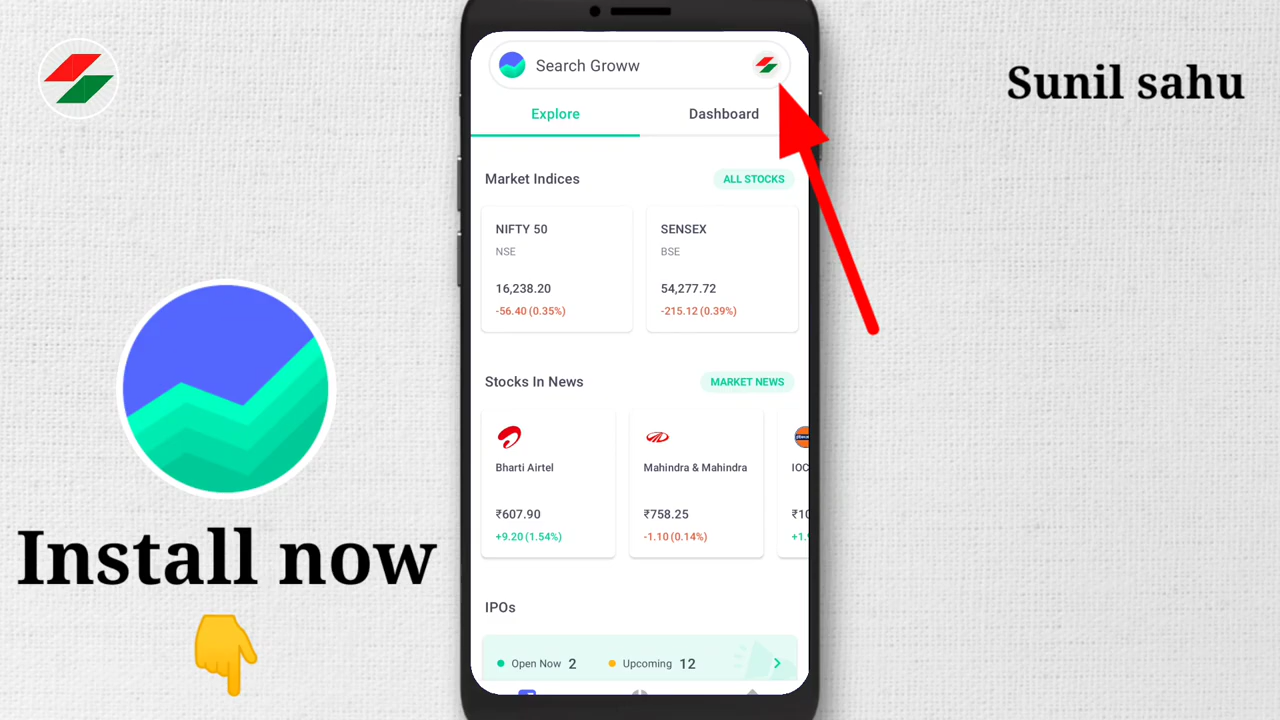 Sunil sahu
Search Groww
Explore Dashboard
Market Indices ALL STOCKS
NIFTY 50 SENSEX
NSE BSE
16,238.20 54,277.72
-56.40 (0.35%) -215.12 (0.39%)
Stocks In News MARKET NEWS
Bharti Airtel Mahindra & Mahindra IOC
₹607.90 ₹758.25
+9.20 (1.54%) -1.10 (0.14%)
IPOs
Open Now 2 Upcoming 12
Install now